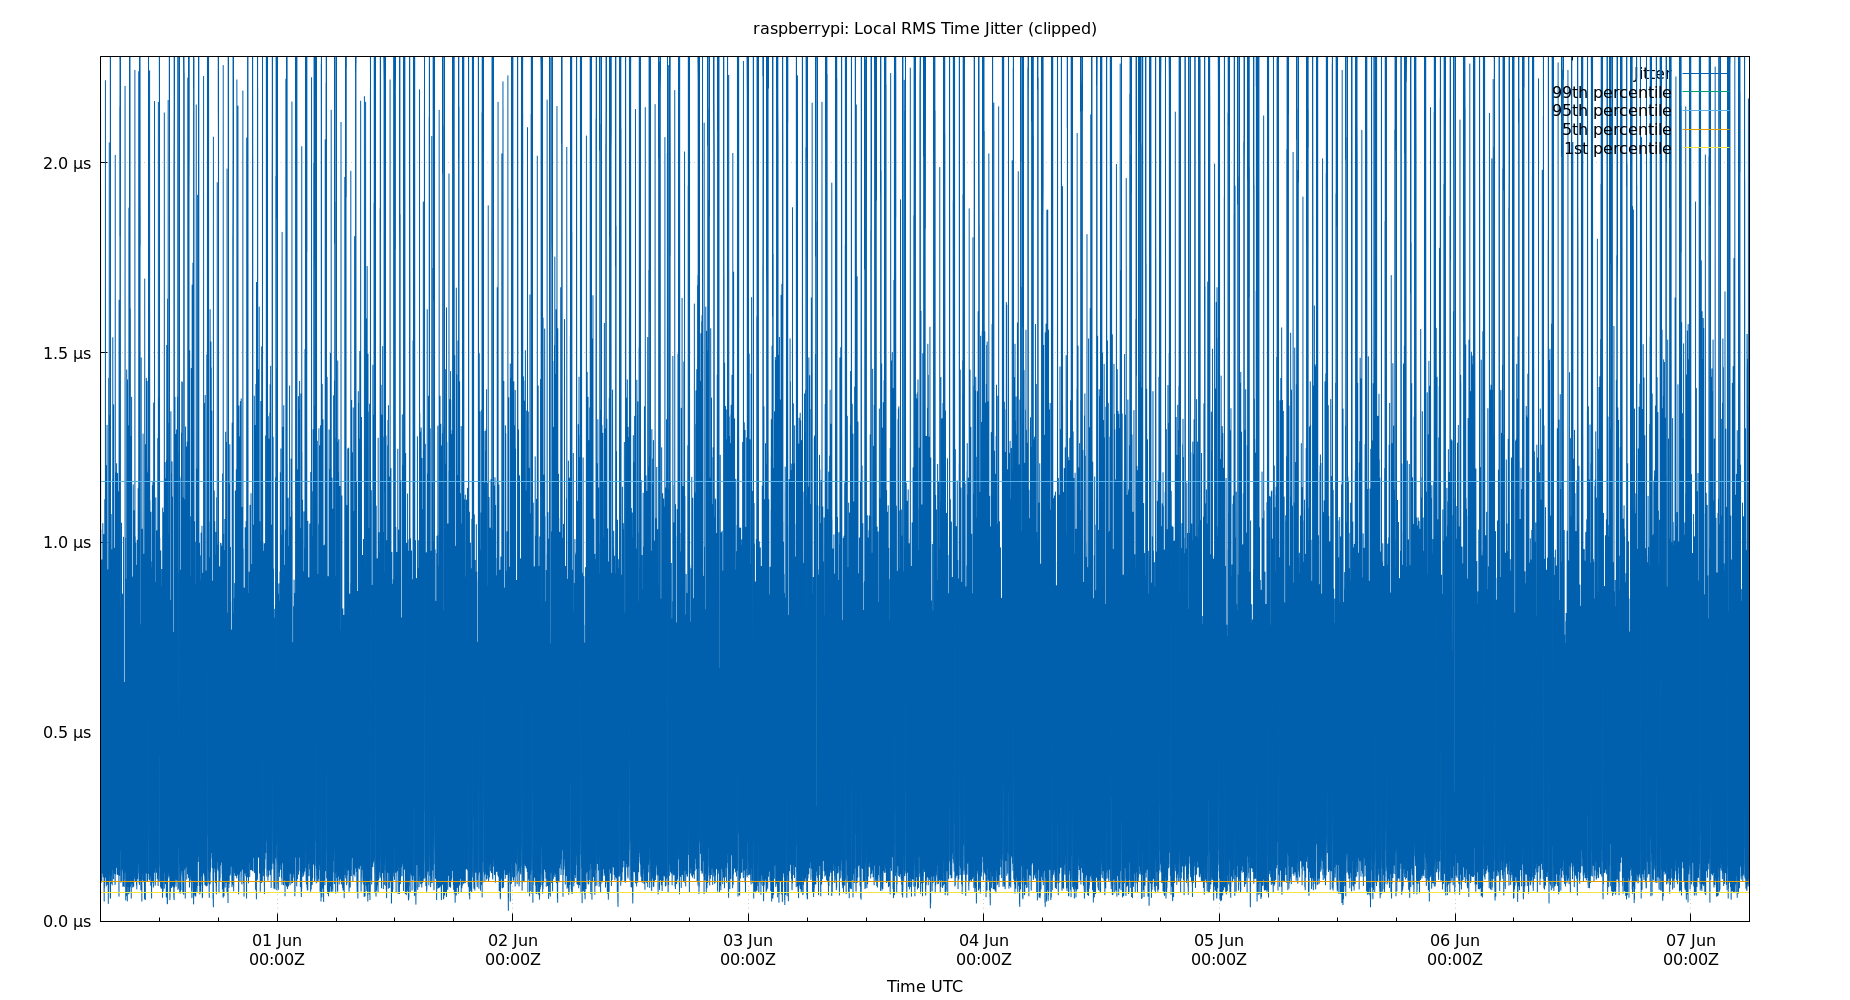 raspberrypi: Local RMS Time Jitter (clipped)
jitter
99th percentile
95th percentile
5th percentile
1st percentile
2.0 µs
1.5 µs
1.0 µs
0.5 µs
0.0 µs
01 Jun 02 Jun 03 Jun 04 Jun 05 Jun 06 Jun 07 Jun
00:00Z 00:00Z 00:00Z 00:00Z 00:00Z 00:00Z 00:00Z
Time UTC